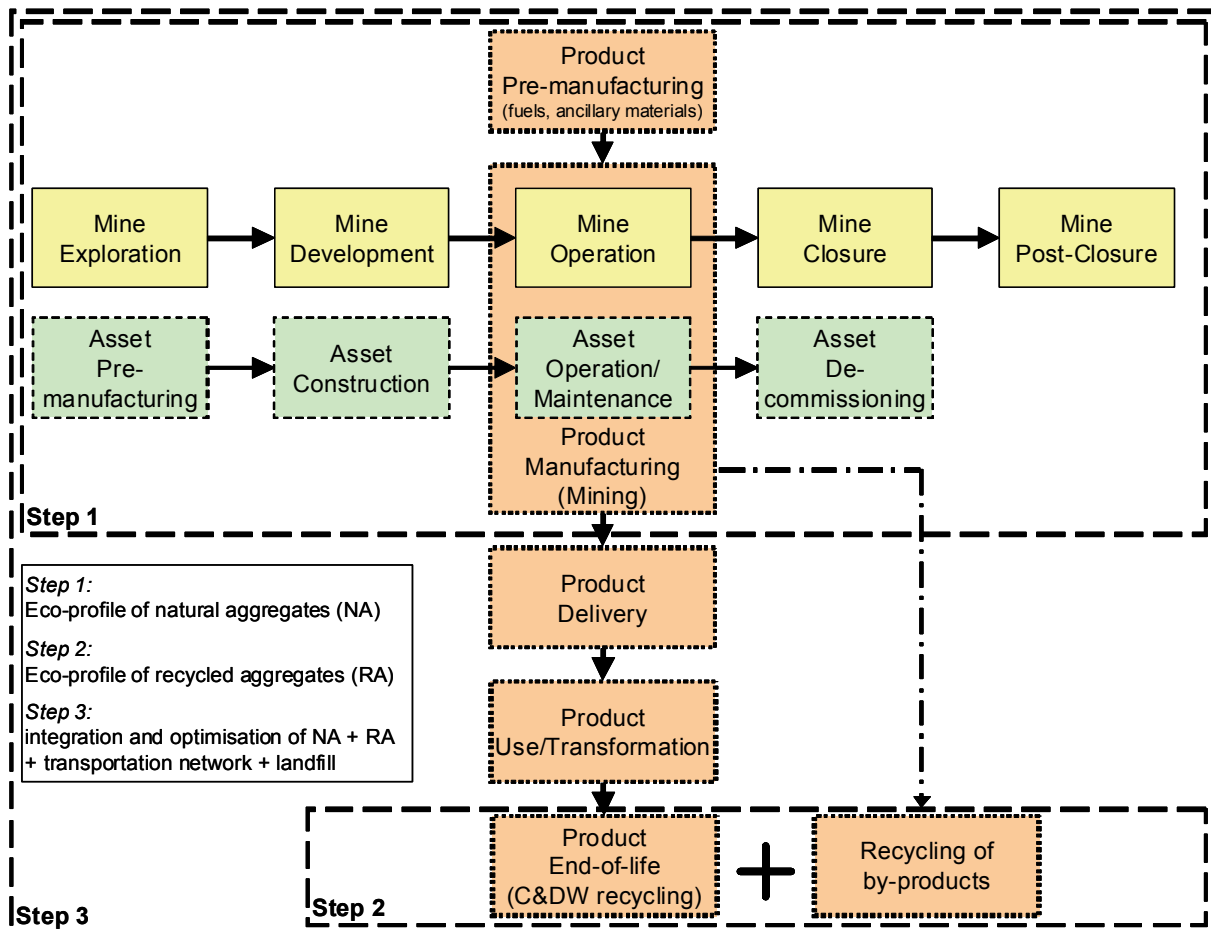 Product
Pre-manufacturing
(fuels, ancillary materials)
Mine
Exploration
Mine
Development
Mine
Operation
Mine
Closure
Mine
Post-Closure
Asset
Pre-
manufacturing
Asset
Construction
Asset
Operation/
Maintenance
Asset
De-
commissioning
Product
Manufacturing
(Mining)
Step 1
Product
Delivery
Step 1:
Eco-profile of natural aggregates (NA)
Step 2:
Eco-profile of recycled aggregates (RA)
Step 3:
integration and optimisation of NA + RA
+ transportation network + landfill
Product
Use/Transformation
Product
End-of-life
(C&DW recycling)
+
Recycling of
by-products
Step 2
Step 3